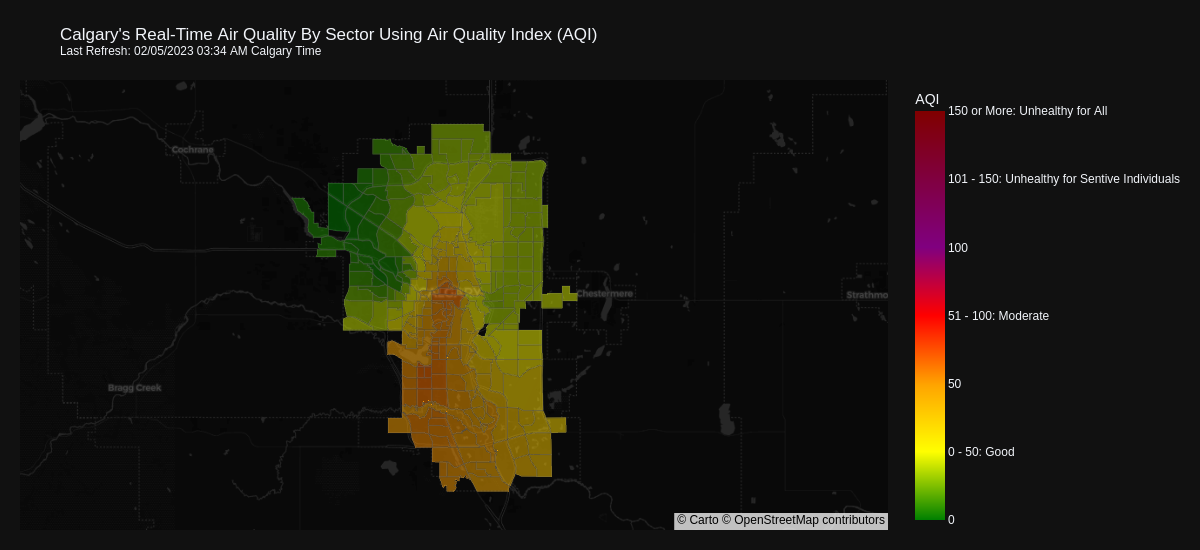 Calgary's Real-Time Air Quality By Sector Using Air Quality Index (AQI)
Last Refresh: 02/05/2023 03:34 AM Calgary Time
AQI
150 or More: Unhealthy for All
Cochrane
101 - 150: Unhealthy for Sentive Individuals
100
CALGARY
Chestermere
Strathmo
51 - 100: Moderate
50
Bragg Creek
0 - 50: Good
0
© Carto © OpenStreetMap contributors